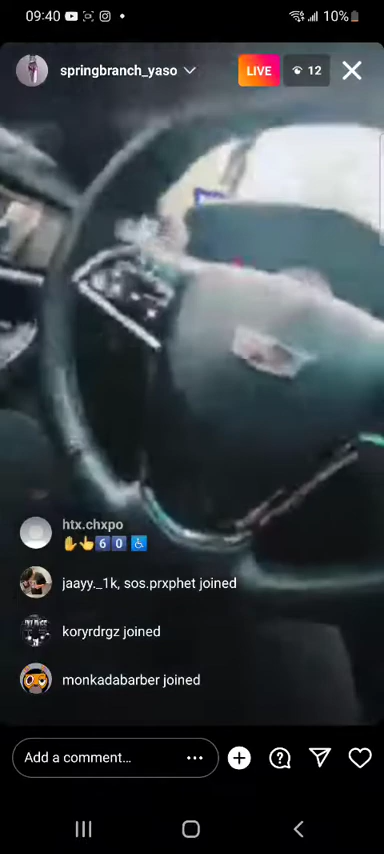 09:40 10%
springbranch_yaso LIVE 12
htx.chxpo
✋👆6️⃣0️⃣♿
jaayy._1k, sos.prxphet joined
koryrdrgz joined
monkadabarber joined
Add a comment...